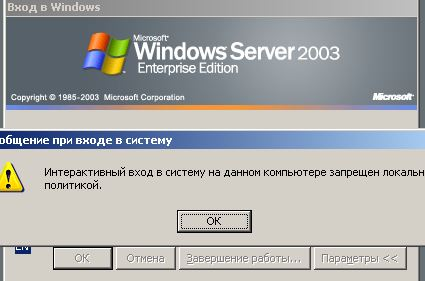 Вход в Windows
Microsoft
Windows Server 2003
Enterprise Edition
Copyright © 1985-2003 Microsoft Corporation
Microsoft
общение при входе в систему
Интерактивный вход в систему на данном компьютере запрещен локальн
политикой.
OK
EN
OK
Отмена
Завершение работы...
Параметры <<